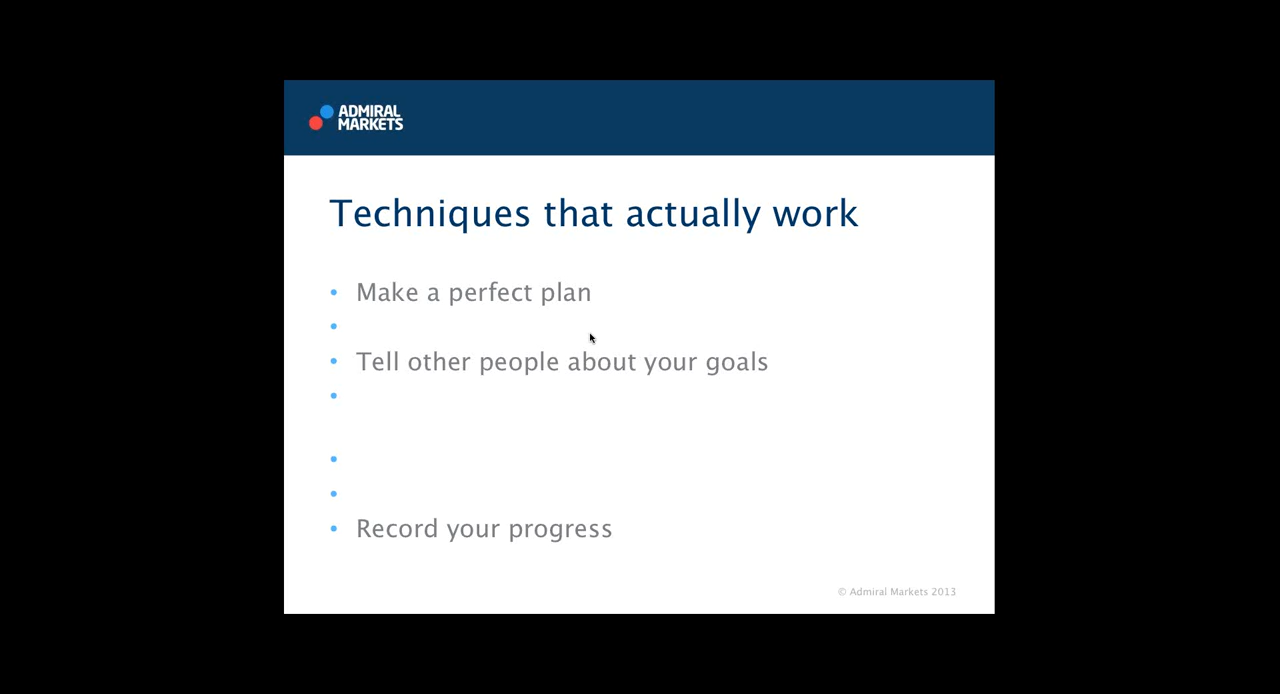 ADMIRAL
MARKETS
Techniques that actually work
• Make a perfect plan
•
• Tell other people about your goals
•
•
•
• Record your progress
© Admiral Markets 2013